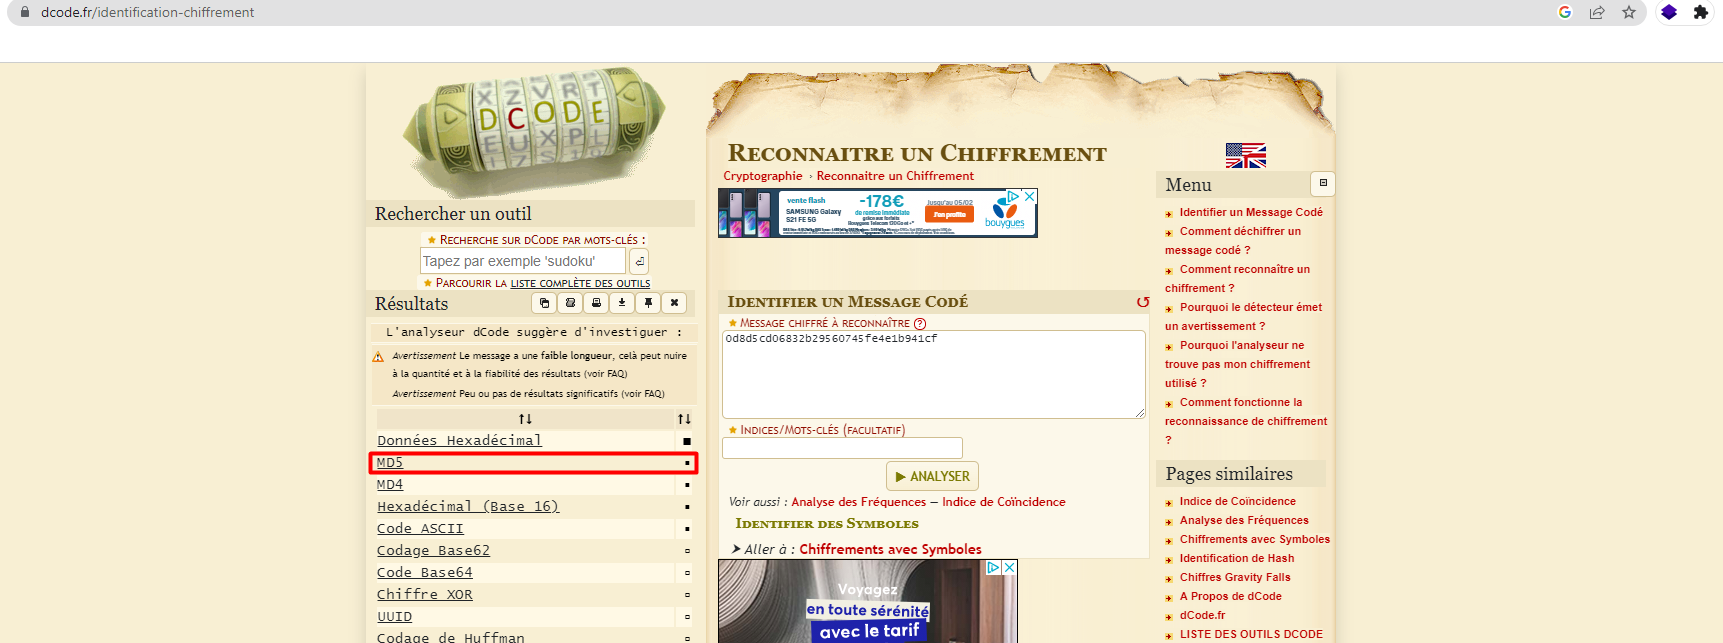 dcode.fr/identification-chiffrement
DCODE
Rechercher un outil
Recherche sur dCode par mots-clés :
Tapez par exemple 'sudoku'
Parcourir la liste complète des outils
Résultats
L'analyseur dCode suggère d'investiguer :
Avertissement Le message a une faible longueur, celà peut nuire
à la quantité et à la fiabilité des résultats (voir FAQ)
Avertissement Peu ou pas de résultats significatifs (voir FAQ)
↑↓ ↑↓
Données Hexadécimal
MD5
MD4
Hexadécimal (Base 16)
Code ASCII
Codage Base62
Code Base64
Chiffre XOR
UUID
Codage de Huffman
Reconnaitre un Chiffrement
Cryptographie › Reconnaitre un Chiffrement
vente flash
SAMSUNG Galaxy
S21 FE 5G
-178€
de remise immédiate
Jusqu'au 05/02
J'en profite
bouygues
Identifier un Message Codé
Message chiffré à reconnaître ?
0d8d5cd06832b29560745fe4e1b941cf
Indices/Mots-clés (facultatif)
► ANALYSER
Voir aussi : Analyse des Fréquences — Indice de Coïncidence
Identifier des Symboles
Aller à : Chiffrements avec Symboles
Voyagez
en toute sérénité
avec le tarif
Menu
Identifier un Message Codé
Comment déchiffrer un
message codé ?
Comment reconnaître un
chiffrement ?
Pourquoi le détecteur émet
un avertissement ?
Pourquoi l'analyseur ne
trouve pas mon chiffrement
utilisé ?
Comment fonctionne la
reconnaissance de chiffrement
?
Pages similaires
Indice de Coïncidence
Analyse des Fréquences
Chiffrements avec Symboles
Identification de Hash
Chiffres Gravity Falls
A Propos de dCode
dCode.fr
LISTE DES OUTILS DCODE